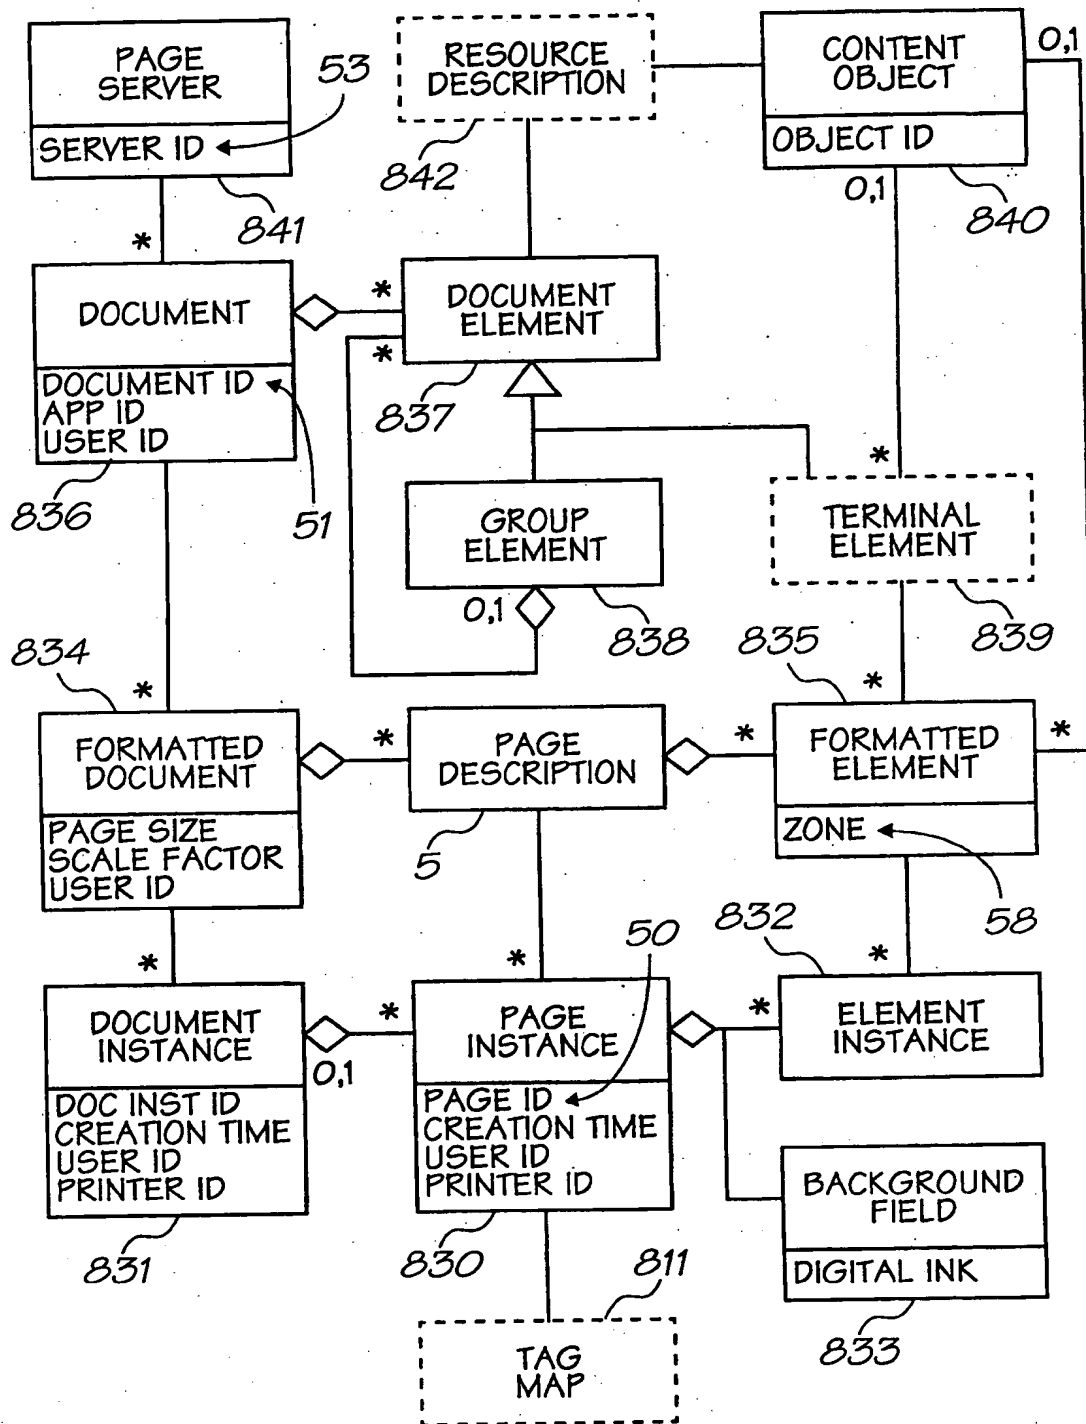 PAGE
SERVER
SERVER ID
53
841
RESOURCE
DESCRIPTION
842
CONTENT
OBJECT
OBJECT ID
840
0,1
0,1
*
DOCUMENT
DOCUMENT ID
APP ID
USER ID
836
51
*
*
DOCUMENT
ELEMENT
837
GROUP
ELEMENT
0,1
838
*
TERMINAL
ELEMENT
839
834
*
FORMATTED
DOCUMENT
PAGE SIZE
SCALE FACTOR
USER ID
*
PAGE
DESCRIPTION
5
835
*
*
FORMATTED
ELEMENT
ZONE
*
58
*
DOCUMENT
INSTANCE
0,1
DOC INST ID
CREATION TIME
USER ID
PRINTER ID
831
50
*
*
PAGE
INSTANCE
PAGE ID
CREATION TIME
USER ID
PRINTER ID
830
832
*
*
ELEMENT
INSTANCE
BACKGROUND
FIELD
DIGITAL INK
833
811
TAG
MAP